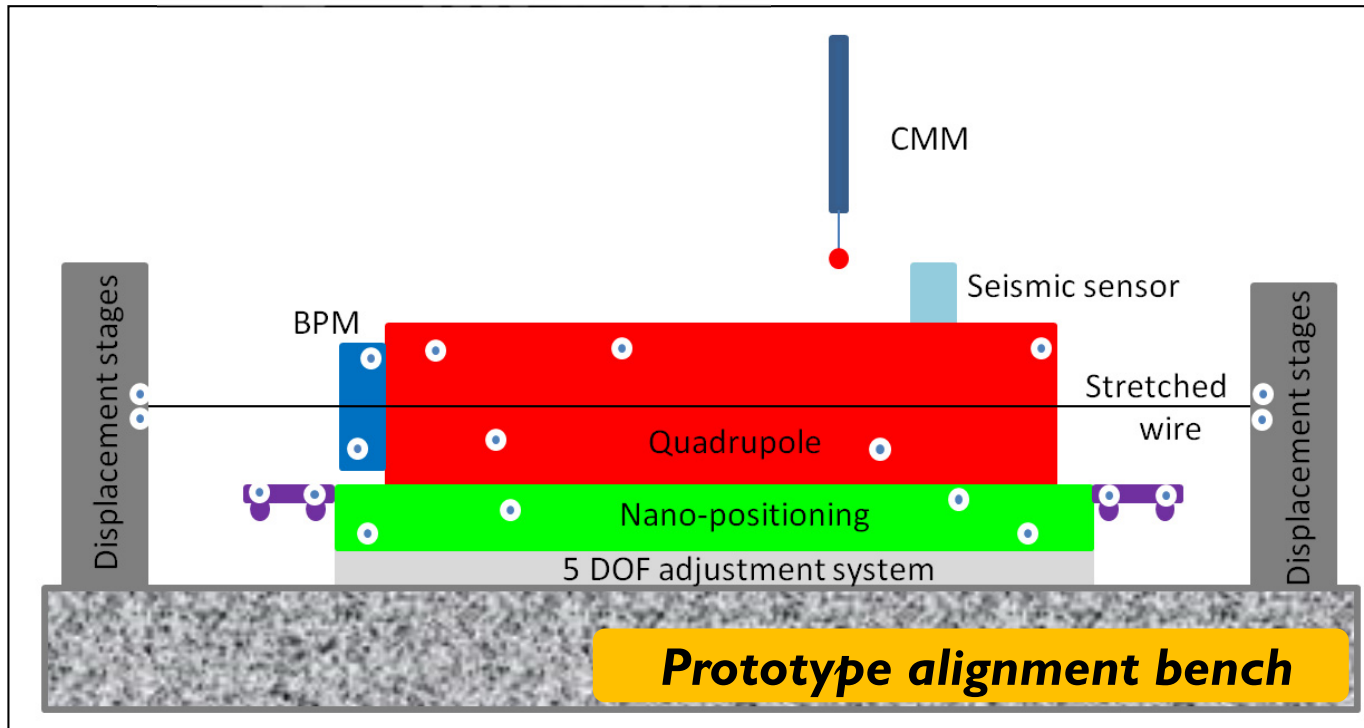 CMM
Seismic sensor
BPM
Displacement stages
Stretched
wire
Displacement stages
Quadrupole
Nano-positioning
5 DOF adjustment system
Prototype alignment bench